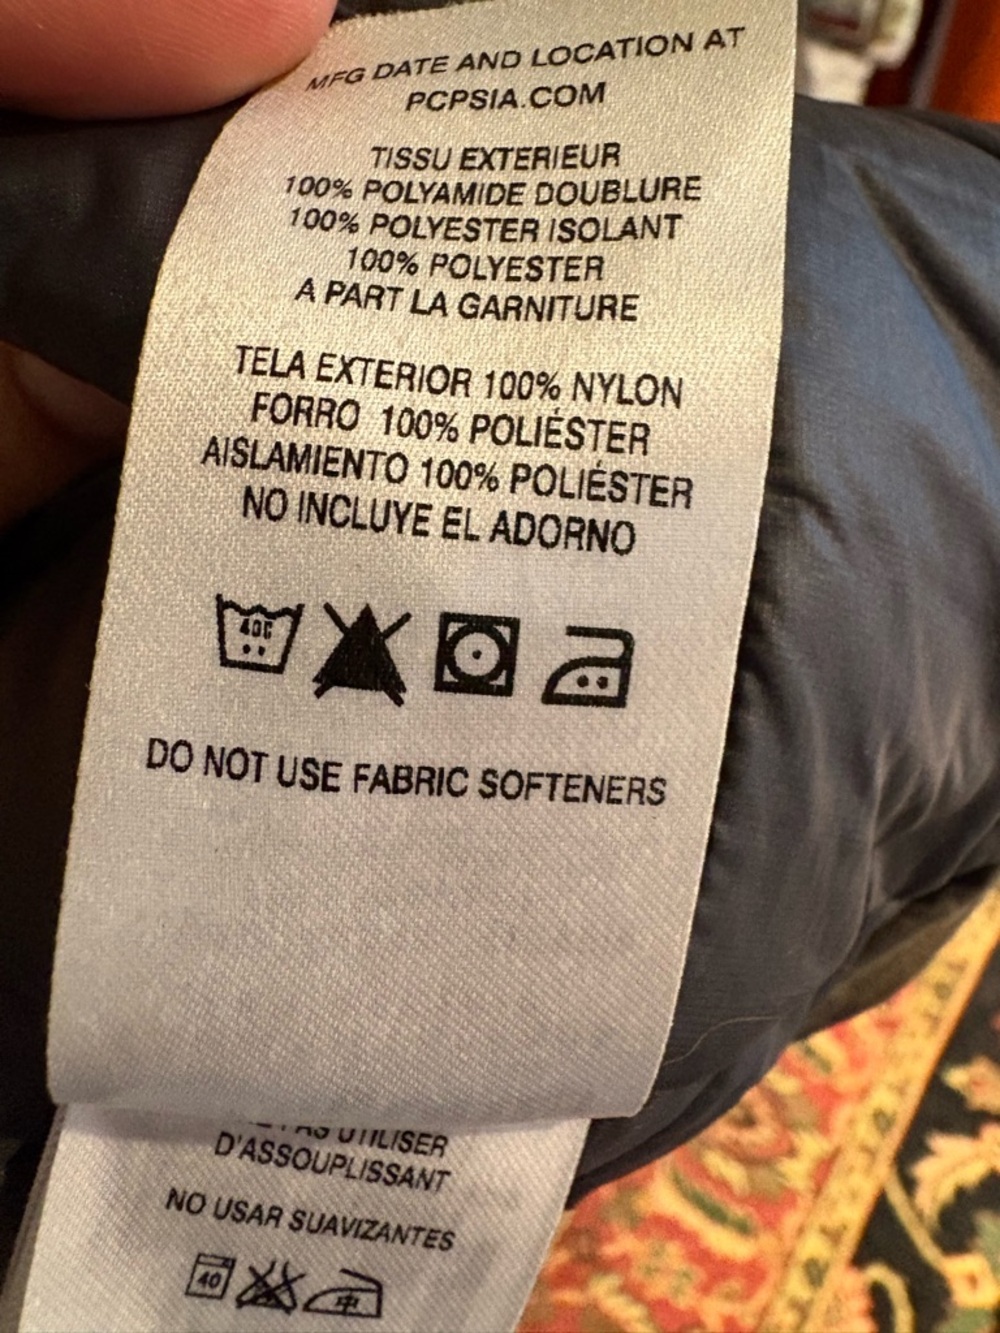 MFG DATE AND LOCATION AT
PCPSIA.COM
TISSU EXTERIEUR
100% POLYAMIDE DOUBLURE
100% POLYESTER ISOLANT
100% POLYESTER
A PART LA GARNITURE
TELA EXTERIOR 100% NYLON
FORRO 100% POLIÉSTER
AISLAMIENTO 100% POLIÉSTER
NO INCLUYE EL ADORNO
40C
DO NOT USE FABRIC SOFTENERS
PAS UTILISER
D'ASSOUPLISSANT
NO USAR SUAVIZANTES
40 中